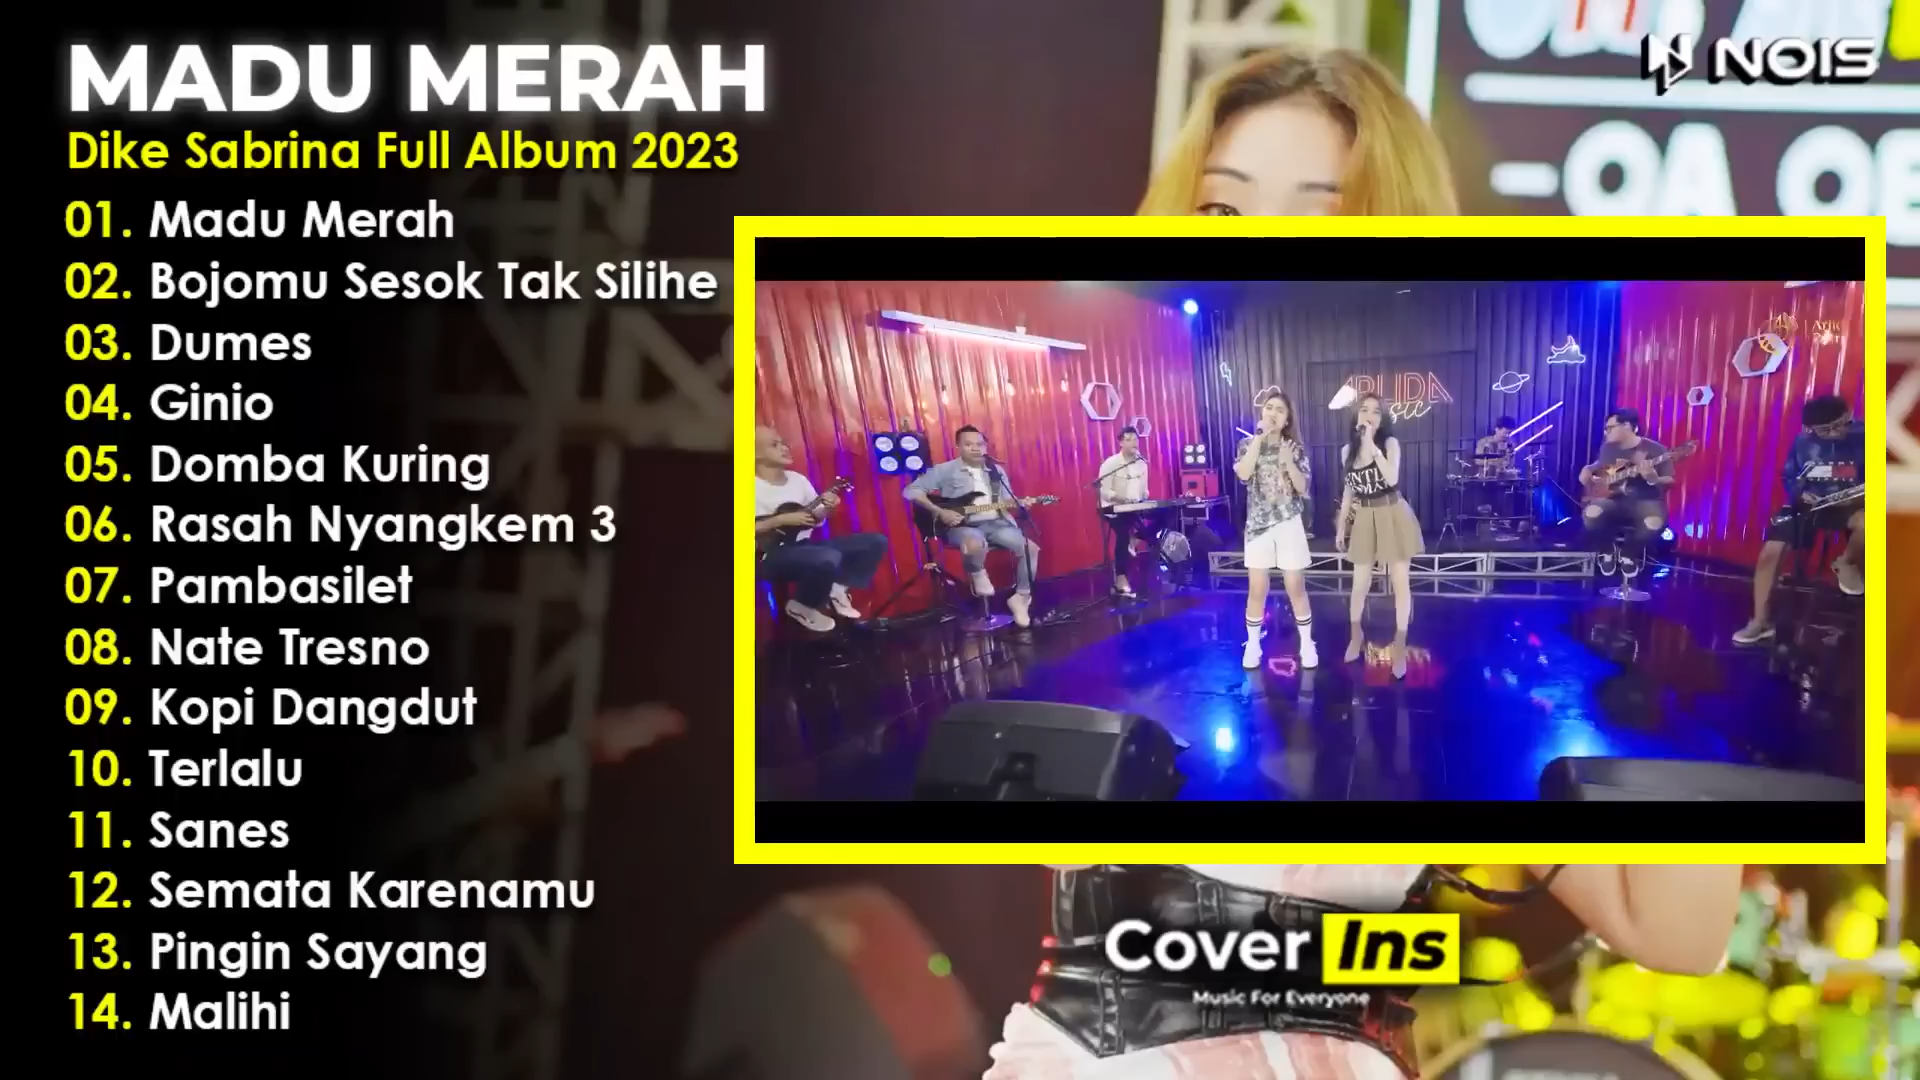 MADU MERAH
Dike Sabrina Full Album 2023
01. Madu Merah
02. Bojomu Sesok Tak Silihe
03. Dumes
04. Ginio
05. Domba Kuring
06. Rasah Nyangkem 3
07. Pambasilet
08. Nate Tresno
09. Kopi Dangdut
10. Terlalu
11. Sanes
12. Semata Karenamu
13. Pingin Sayang
14. Malihi
NOIS
Cover Ins
Music For Everyone